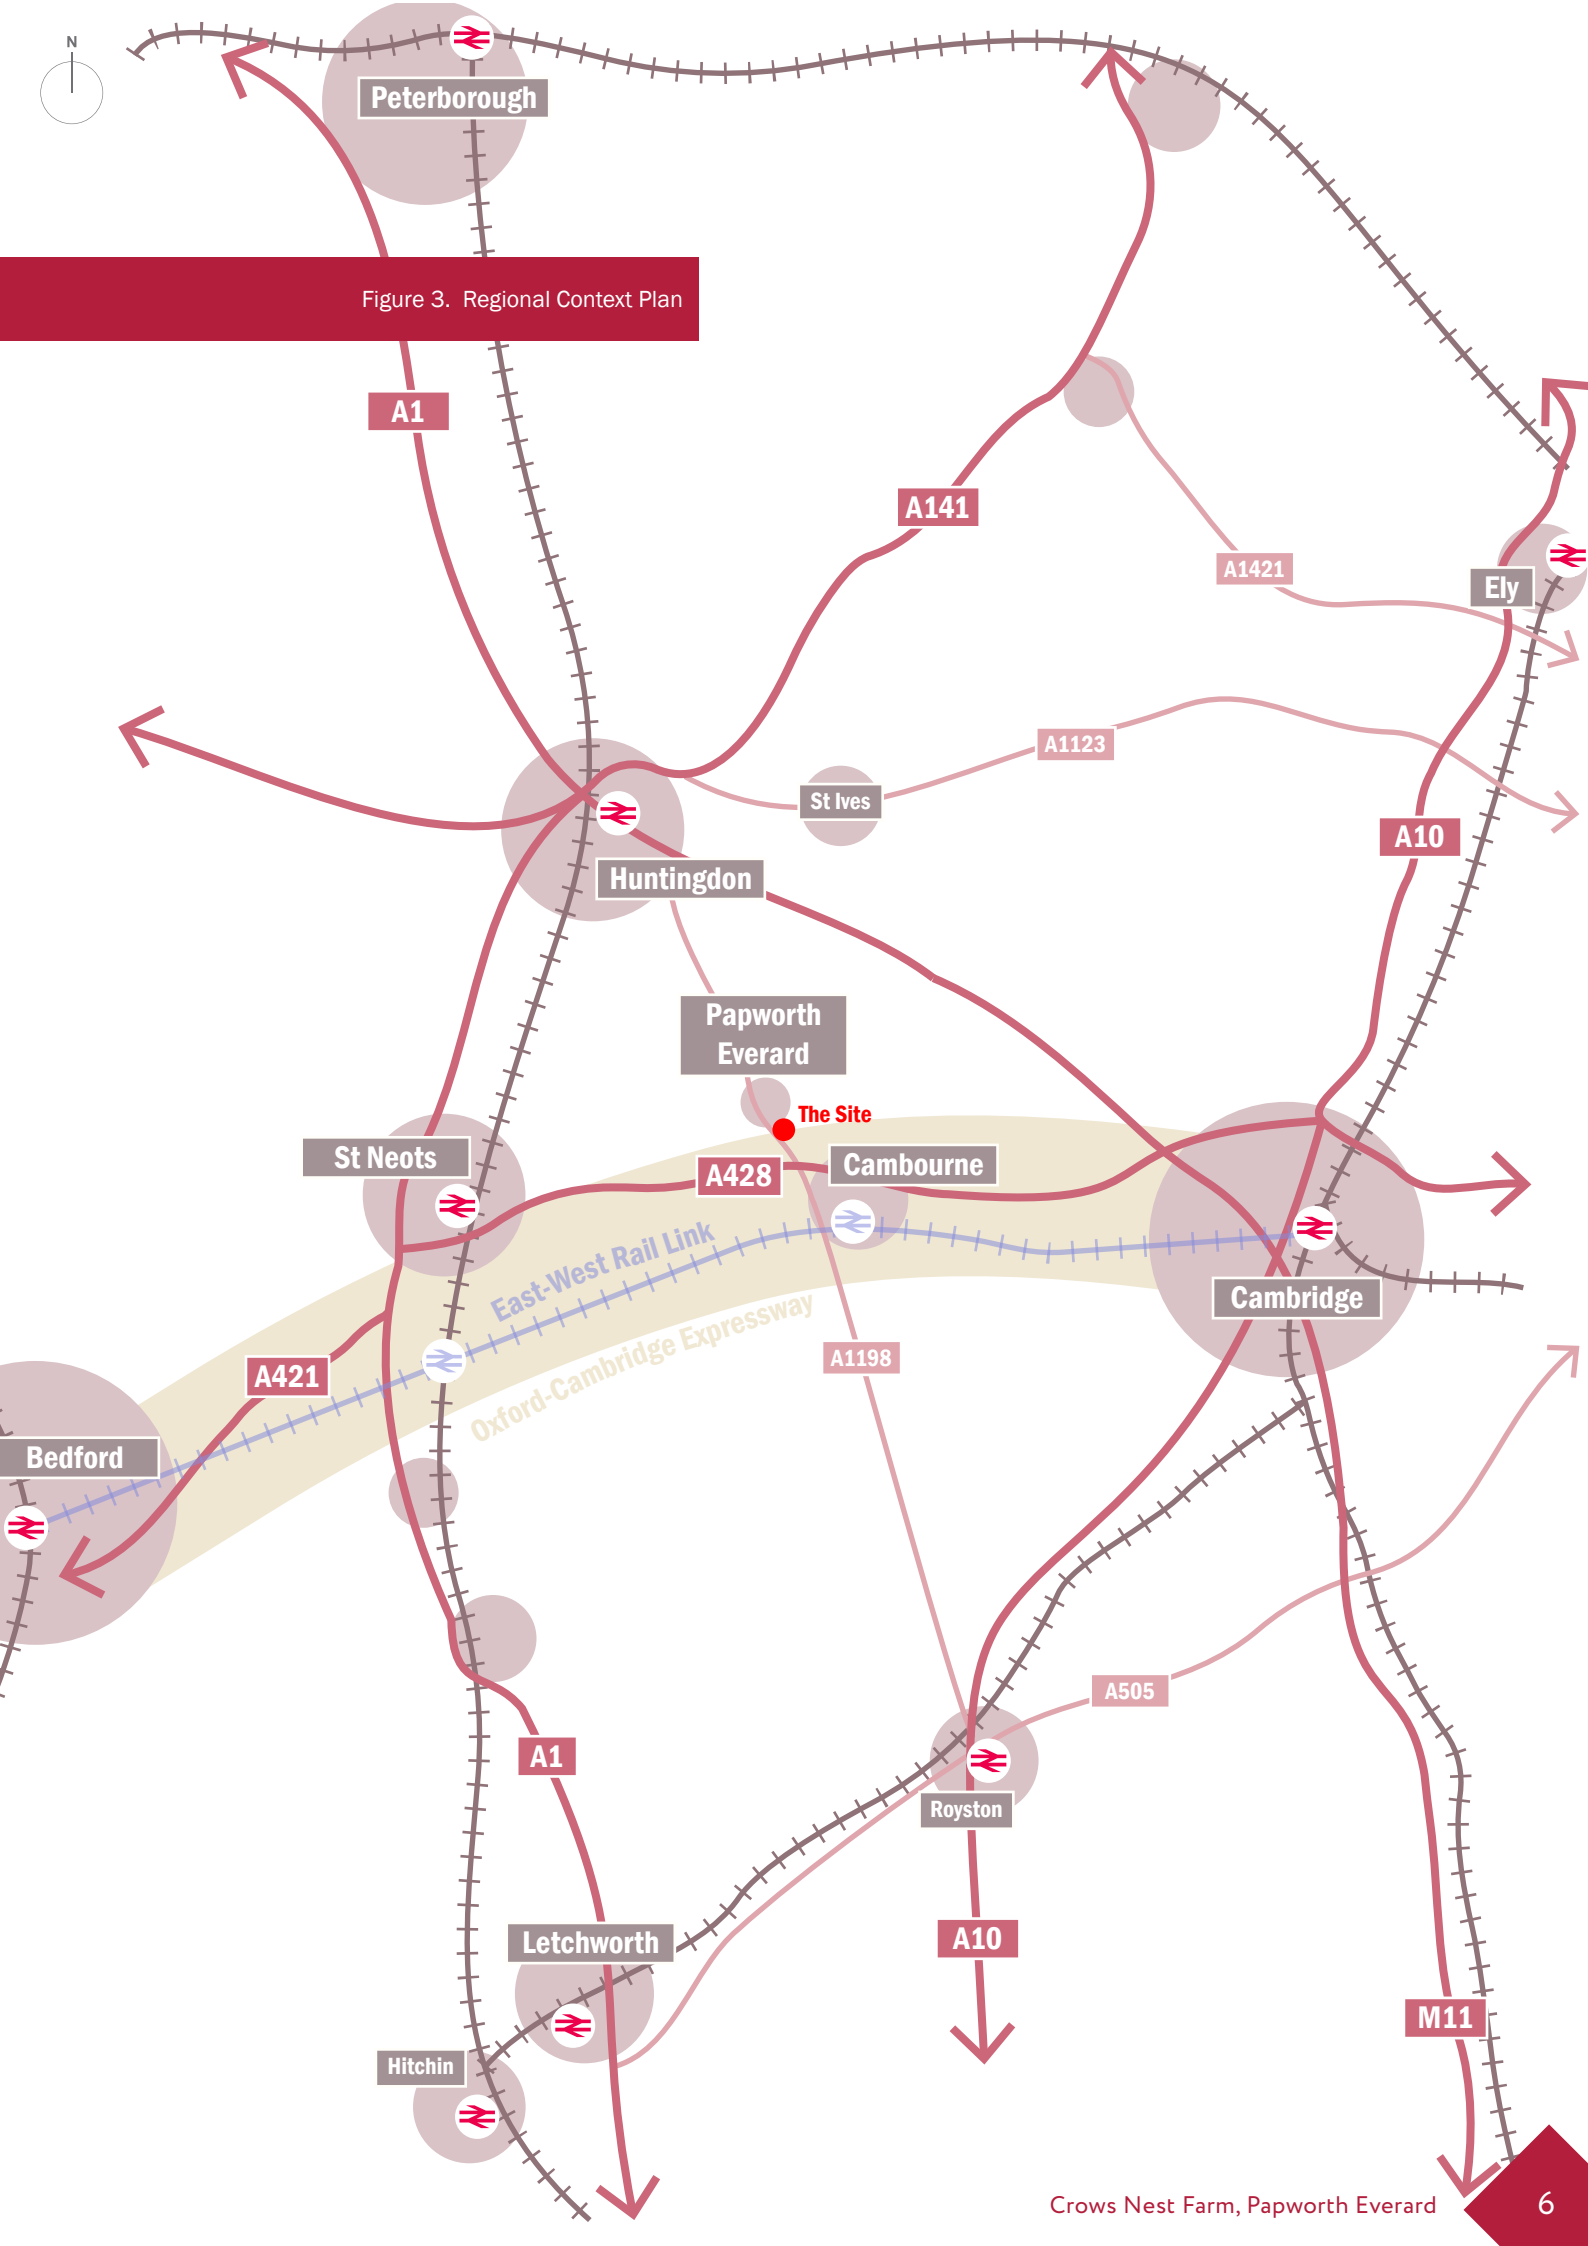 N
Peterborough
Figure 3. Regional Context Plan
A1
A141
A1421
Ely
A1123
St Ives
A10
Huntingdon
Papworth
Everard
The Site
St Neots
A428
Cambourne
East-West Rail Link
Cambridge
Oxford-Cambridge Expressway
A1198
A421
Bedford
A505
A1
Royston
A10
Letchworth
M11
Hitchin
Crows Nest Farm, Papworth Everard
6